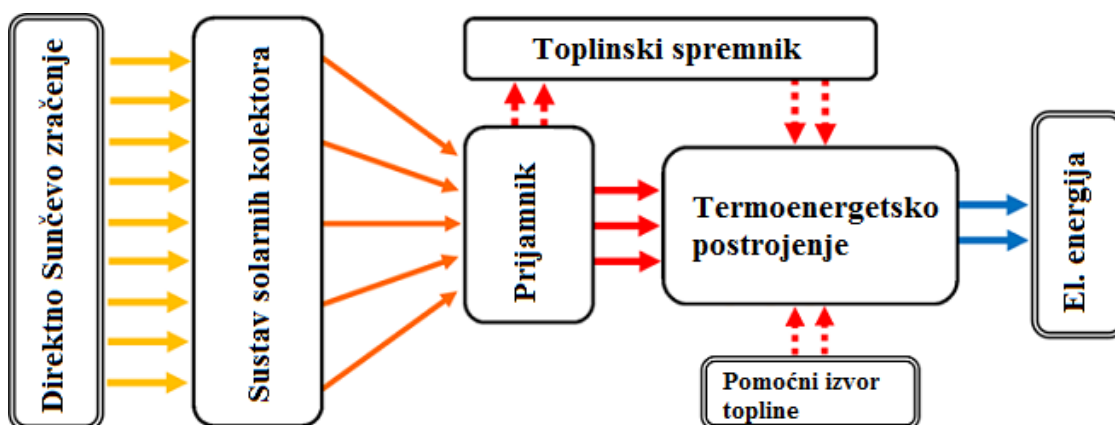 Direktno Sunčevo zračenje
Sustav solarnih kolektora
Toplinski spremnik
Prijamnik
Termoenergetsko
postrojenje
Pomoćni izvor
topline
El. energija